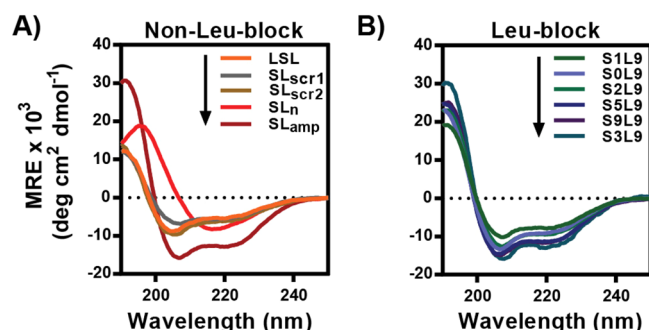 A)
Non-Leu-block
MRE x 10³
(deg cm² dmol⁻¹)
40
30
20
10
0
-10
-20
LSL
SLscr1
SLscr2
SLn
SLamp
200
220
240
Wavelength (nm)
B)
Leu-block
40
30
20
10
0
-10
-20
S1L9
S0L9
S2L9
S5L9
S9L9
S3L9
200
220
240
Wavelength (nm)